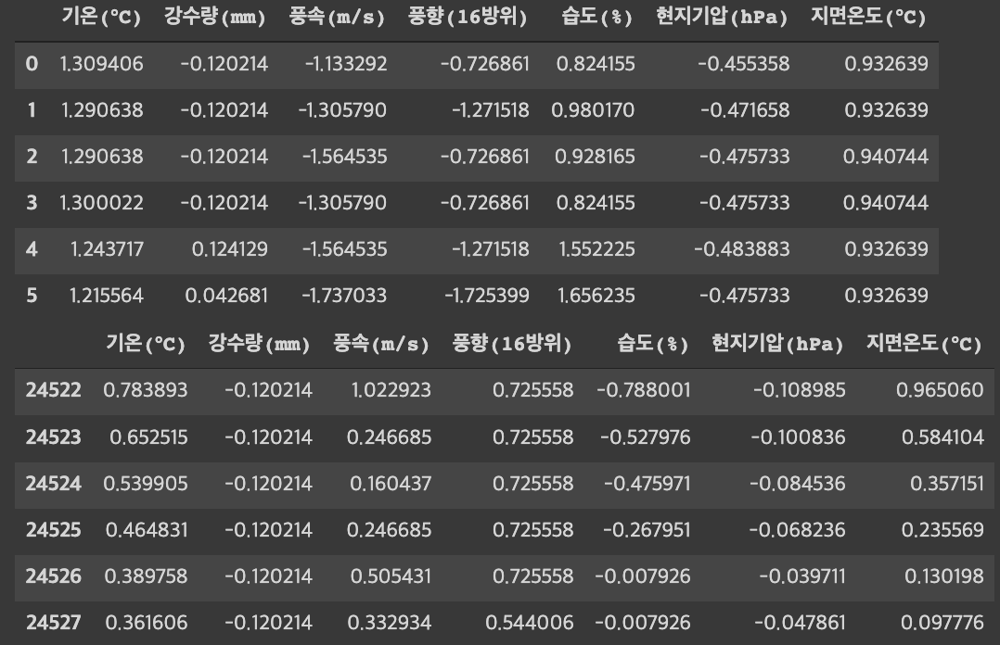 기온(°C) 강수량(mm) 풍속(m/s) 풍향(16방위) 습도(%) 현지기압(hPa) 지면온도(°C)
0 1.309406 -0.120214 -1.133292 -0.726861 0.824155 -0.455358 0.932639
1 1.290638 -0.120214 -1.305790 -1.271518 0.980170 -0.471658 0.932639
2 1.290638 -0.120214 -1.564535 -0.726861 0.928165 -0.475733 0.940744
3 1.300022 -0.120214 -1.305790 -0.726861 0.824155 -0.475733 0.940744
4 1.243717 0.124129 -1.564535 -1.271518 1.552225 -0.483883 0.932639
5 1.215564 0.042681 -1.737033 -1.725399 1.656235 -0.475733 0.932639
기온(°C) 강수량(mm) 풍속(m/s) 풍향(16방위) 습도(%) 현지기압(hPa) 지면온도(°C)
24522 0.783893 -0.120214 1.022923 0.725558 -0.788001 -0.108985 0.965060
24523 0.652515 -0.120214 0.246685 0.725558 -0.527976 -0.100836 0.584104
24524 0.539905 -0.120214 0.160437 0.725558 -0.475971 -0.084536 0.357151
24525 0.464831 -0.120214 0.246685 0.725558 -0.267951 -0.068236 0.235569
24526 0.389758 -0.120214 0.505431 0.725558 -0.007926 -0.039711 0.130198
24527 0.361606 -0.120214 0.332934 0.544006 -0.007926 -0.047861 0.097776